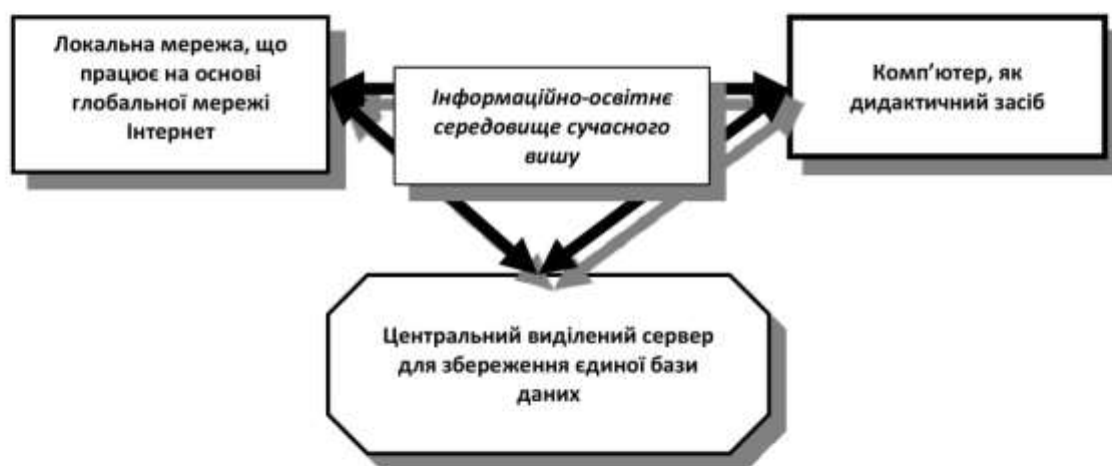 Локальна мережа, що
працює на основі
глобальної мережі
Інтернет
Інформаційно-освітнє
середовище сучасного
вишу
Комп’ютер, як
дидактичний засіб
Центральний виділений сервер
для збереження єдиної бази
даних